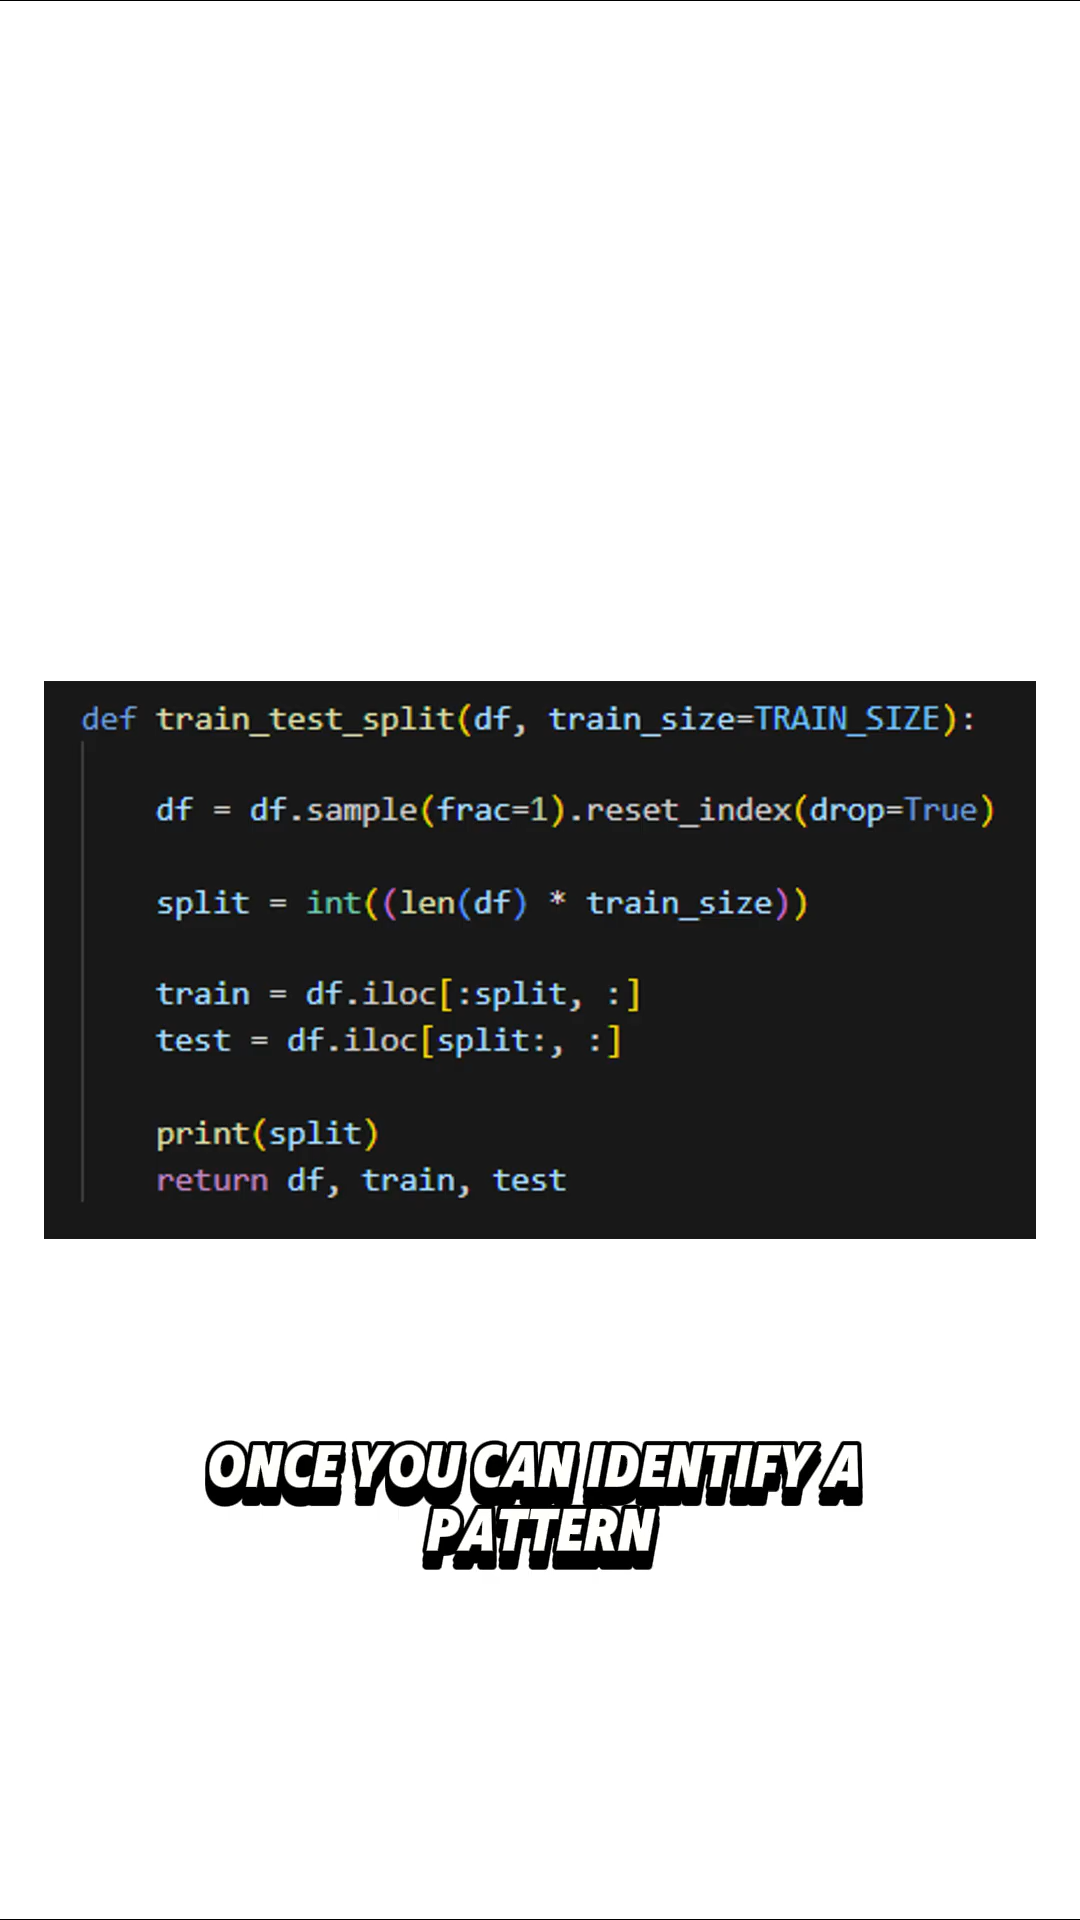 def train_test_split(df, train_size=TRAIN_SIZE):
df = df.sample(frac=1).reset_index(drop=True)
split = int((len(df) * train_size))
train = df.iloc[:split, :]
test = df.iloc[split:, :]
print(split)
return df, train, test
ONCE YOU CAN IDENTIFY A
PATTERN